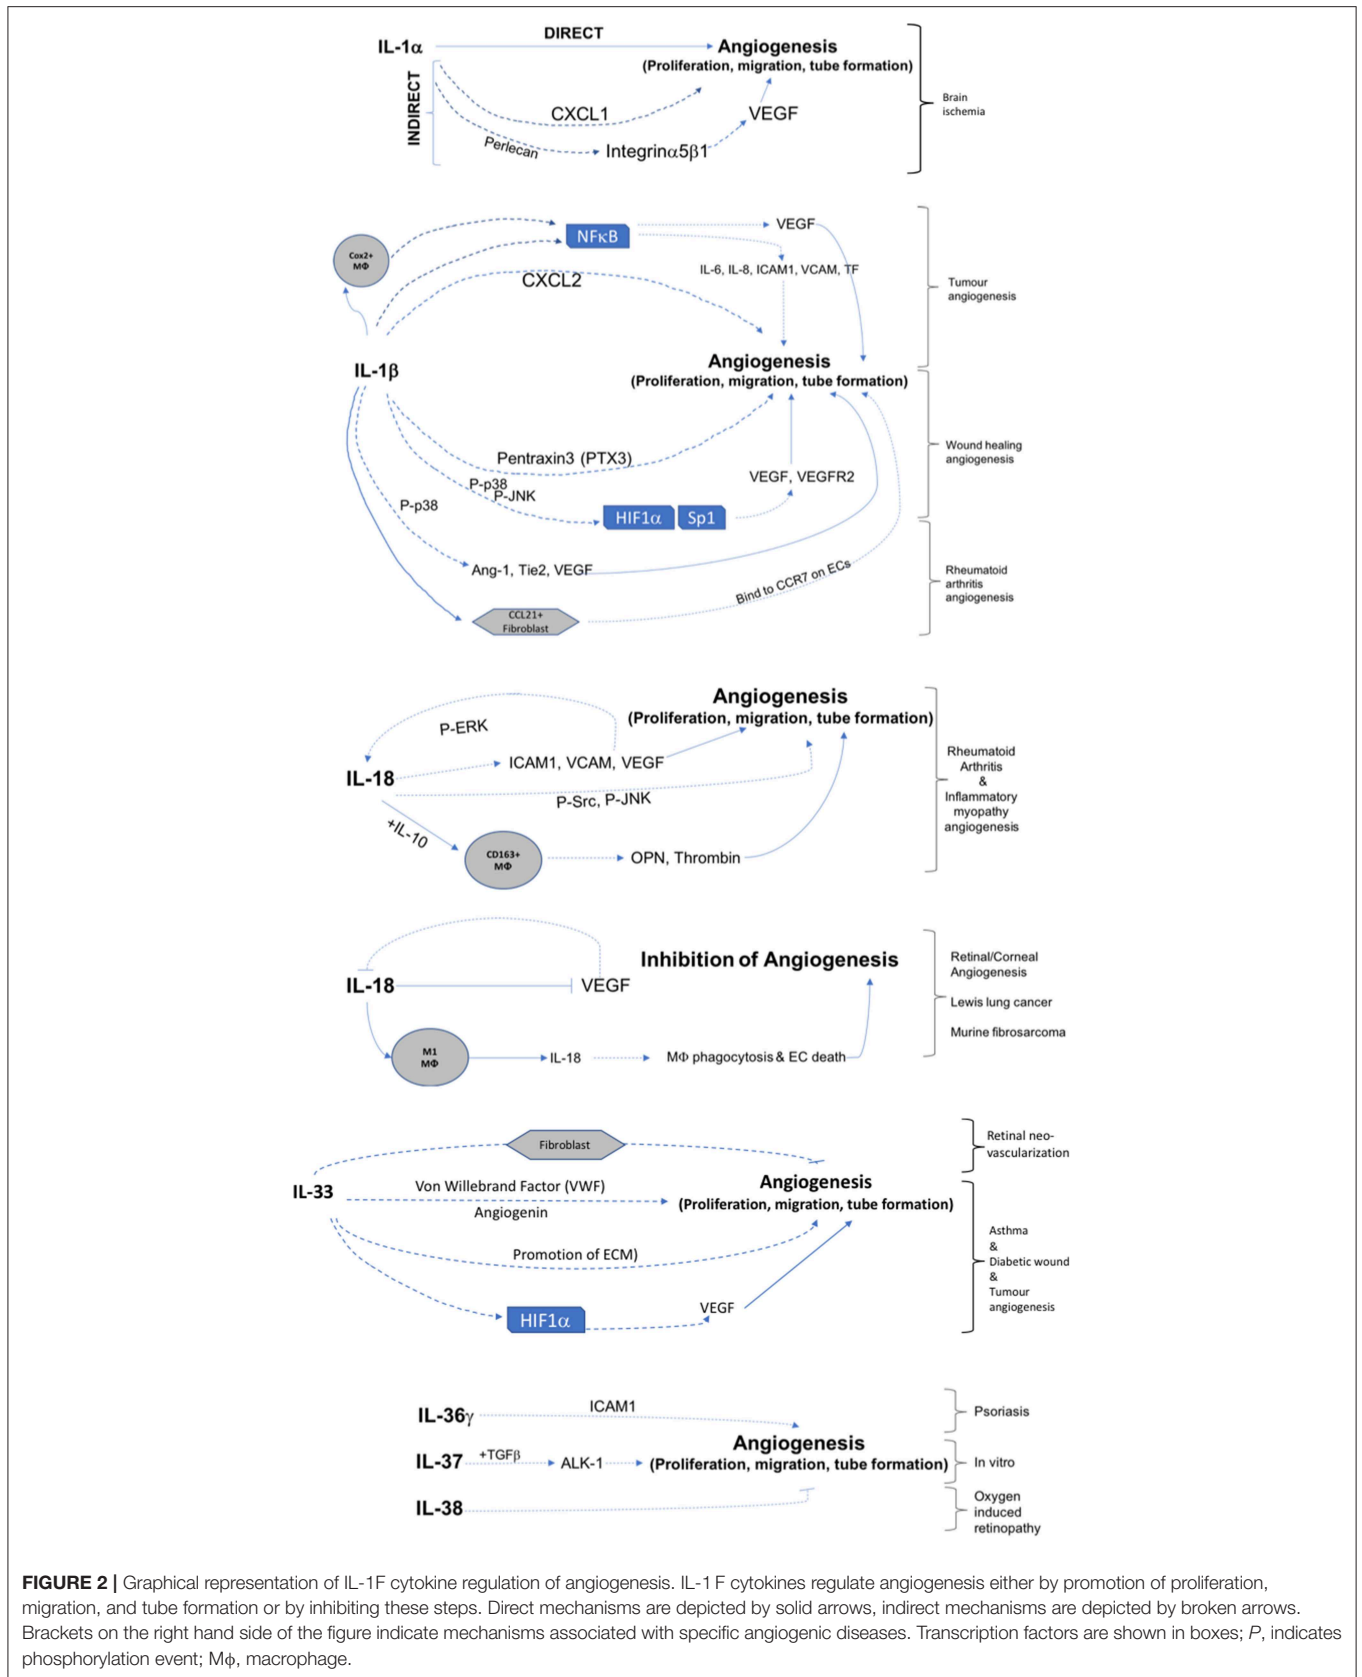 IL-1α
DIRECT
Angiogenesis
(Proliferation, migration, tube formation)
INDIRECT
CXCL1
VEGF
Perlecan
Integrinα5β1
Brain
ischemia
Cox2+
MΦ
NFκB
VEGF
IL-6, IL-8, ICAM1, VCAM, TF
CXCL2
Tumour
angiogenesis
IL-1β
Angiogenesis
(Proliferation, migration, tube formation)
Pentraxin3 (PTX3)
P-p38
P-JNK
P-p38
VEGF, VEGFR2
HIF1α
Sp1
Wound healing
angiogenesis
Ang-1, Tie2, VEGF
Bind to CCR7 on ECs
CCL21+
Fibroblast
Rheumatoid
arthritis
angiogenesis
Angiogenesis
(Proliferation, migration, tube formation)
P-ERK
IL-18
ICAM1, VCAM, VEGF
P-Src, P-JNK
+IL-10
CD163+
MΦ
OPN, Thrombin
Rheumatoid
Arthritis
&
Inflammatory
myopathy
angiogenesis
Inhibition of Angiogenesis
IL-18
VEGF
M1
MΦ
IL-18
MΦ phagocytosis & EC death
Retinal/Corneal
Angiogenesis
Lewis lung cancer
Murine fibrosarcoma
Fibroblast
Retinal neo-
vascularization
IL-33
Von Willebrand Factor (VWF)
Angiogenin
Angiogenesis
(Proliferation, migration, tube formation)
Promotion of ECM)
HIF1α
VEGF
Asthma
&
Diabetic wound
&
Tumour
angiogenesis
IL-36γ
ICAM1
Psoriasis
Angiogenesis
(Proliferation, migration, tube formation)
IL-37
+TGFβ
ALK-1
In vitro
IL-38
Oxygen
induced
retinopathy
FIGURE 2 | Graphical representation of IL-1F cytokine regulation of angiogenesis. IL-1 F cytokines regulate angiogenesis either by promotion of proliferation,
migration, and tube formation or by inhibiting these steps. Direct mechanisms are depicted by solid arrows, indirect mechanisms are depicted by broken arrows.
Brackets on the right hand side of the figure indicate mechanisms associated with specific angiogenic diseases. Transcription factors are shown in boxes; P, indicates
phosphorylation event; Mϕ, macrophage.